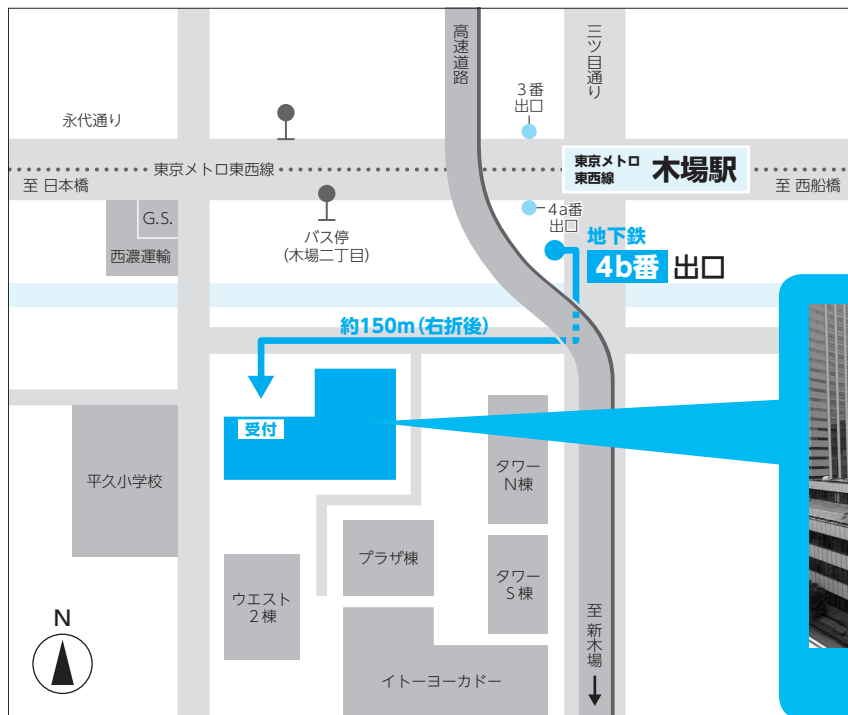 高速道路
三ツ目通り
3番
出口
永代通り
東京メトロ東西線
東京メトロ
東西線
木場駅
至 日本橋
至 西船橋
G.S.
西濃運輸
バス停
(木場二丁目)
4a番
出口
地下鉄
4b番 出口
約150m(右折後)
受付
平久小学校
タワー
N棟
プラザ棟
タワー
S棟
ウエスト
2棟
イトーヨーカドー
至 新木場
N